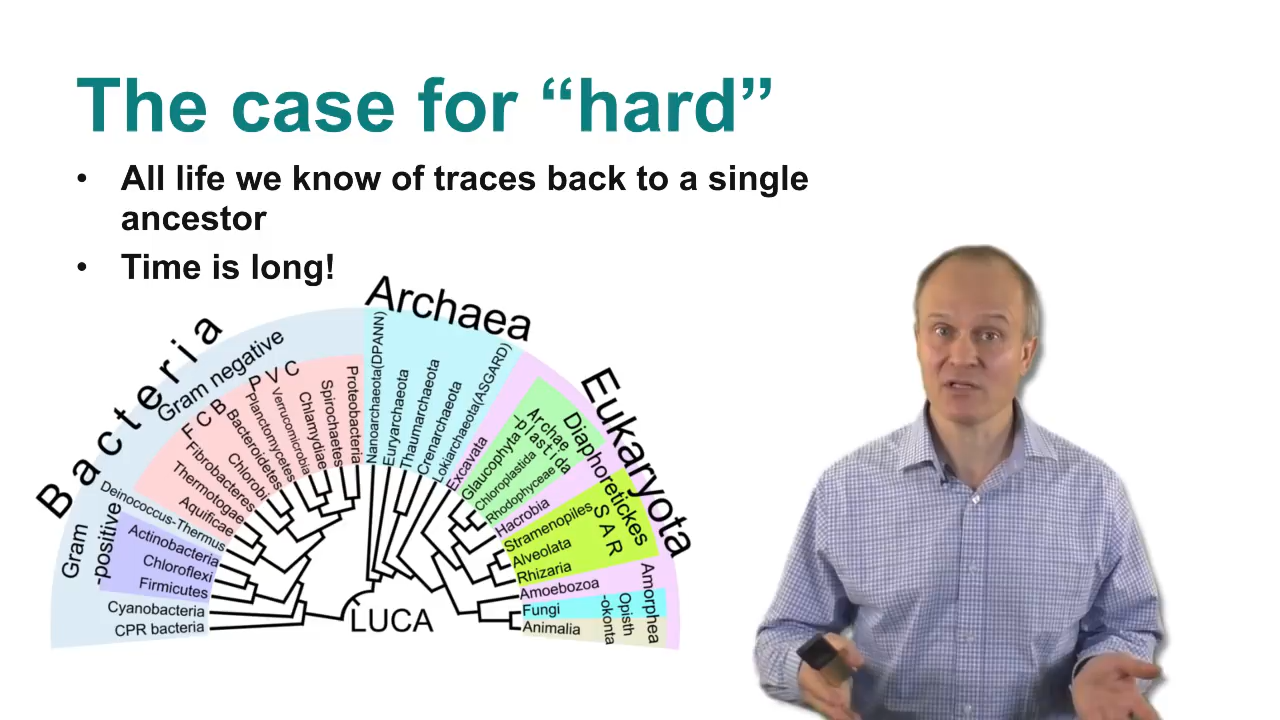 The case for “hard”
• All life we know of traces back to a single
ancestor
• Time is long!
Bacteria
Archaea
Eukaryota
Gram negative
Gram
-positive
F C B
P V C
CPR bacteria
Cyanobacteria
Firmicutes
Chloroflexi
Actinobacteria
Deinococcus-Thermus
Aquificae
Thermotogae
Fibrobacteres
Chlorobi
Bacteroidetes
Planctomycetes
Verrucomicrobia
Chlamydiae
Spirochaetes
Proteobacteria
Nanoarchaeota(DPANN)
Euryarchaeota
Thaumarchaeota
Crenarchaeota
Lokiarchaeota(ASGARD)
Excavata
Archae
-plastida
Glaucophyta
Chloroplastida
Rhodophyceae
Diaphoretickes
Hacrobia
S A R
Stramenopiles
Alveolata
Rhizaria
Amorphea
Amoebozoa
Opisth
-okonta
Fungi
Animalia
LUCA